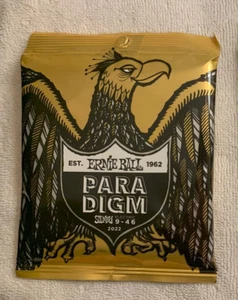 EST. ERNIE BALL 1962
PARA
DIGM
SLINKY 9-46
2022